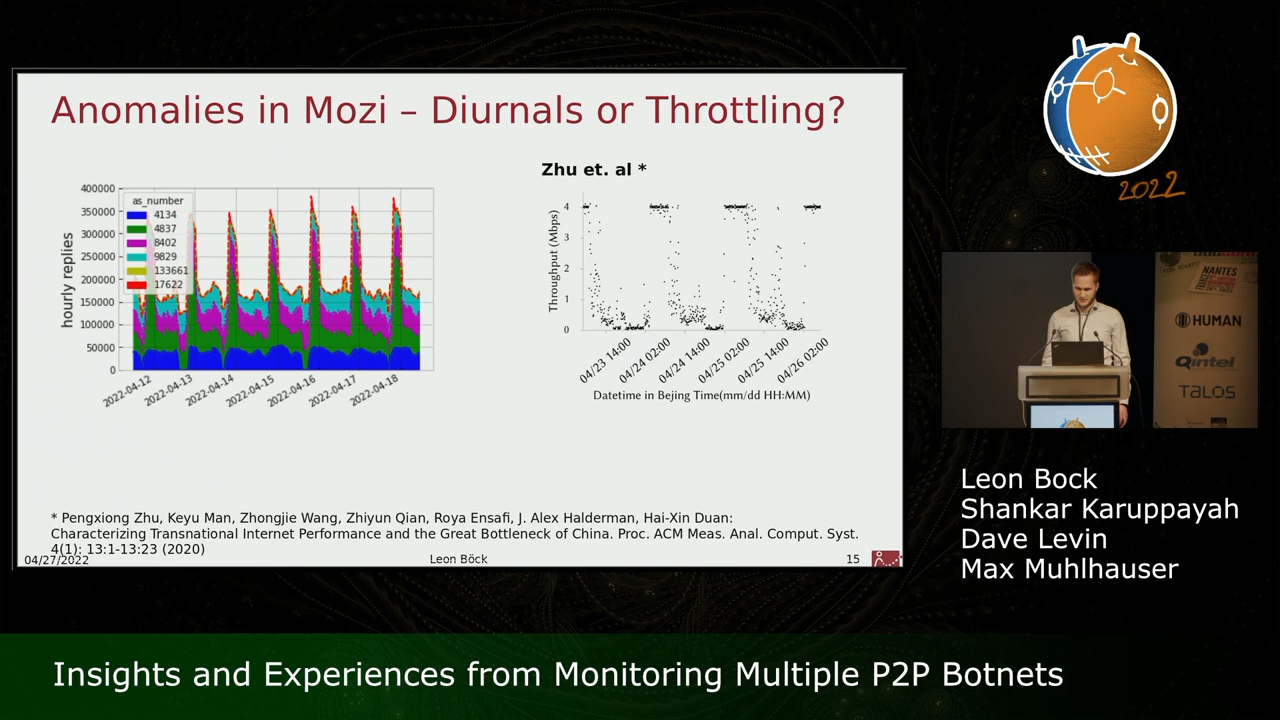 Anomalies in Mozi – Diurnals or Throttling?
400000
350000
300000
250000
200000
150000
100000
50000
0
hourly replies
as_number
4134
4837
8402
9829
133661
17622
2022-04-12
2022-04-13
2022-04-14
2022-04-15
2022-04-16
2022-04-17
2022-04-18
Zhu et. al *
Throughput (Mbps)
4
3
2
1
0
04/23 14:00
04/24 02:00
04/24 14:00
04/25 02:00
04/25 14:00
04/26 02:00
Datetime in Bejing Time(mm/dd HH:MM)
* Pengxiong Zhu, Keyu Man, Zhongjie Wang, Zhiyun Qian, Roya Ensafi, J. Alex Halderman, Hai-Xin Duan:
Characterizing Transnational Internet Performance and the Great Bottleneck of China. Proc. ACM Meas. Anal. Comput. Syst.
4(1): 13:1-13:23 (2020)
04/27/2022
Leon Böck
15
2022
NANTES
HUMAN
Qintel
TALOS
Leon Bock
Shankar Karuppayah
Dave Levin
Max Muhlhauser
Insights and Experiences from Monitoring Multiple P2P Botnets